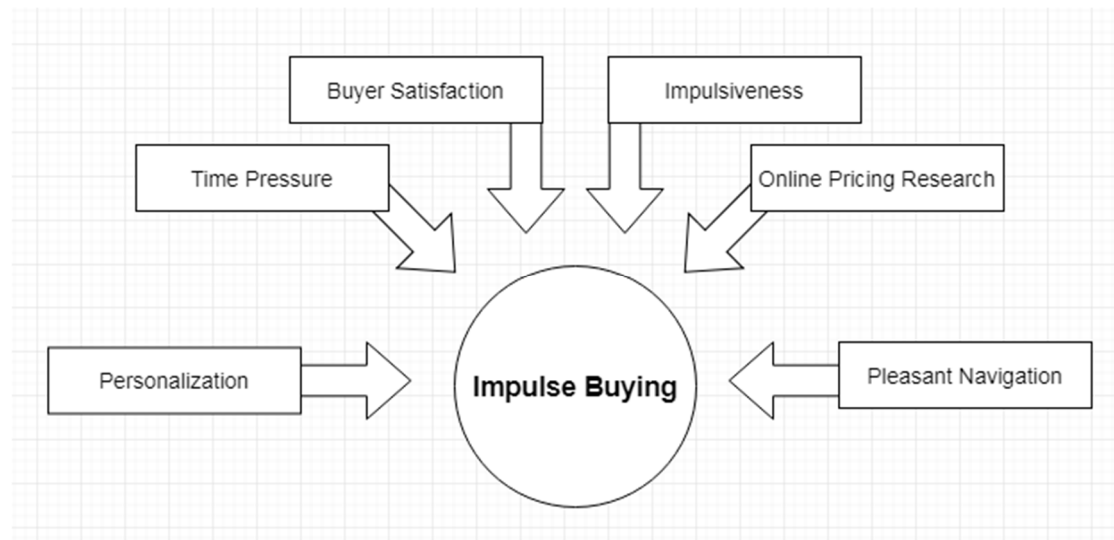 Buyer Satisfaction
Impulsiveness
Time Pressure
Online Pricing Research
Personalization
Impulse Buying
Pleasant Navigation